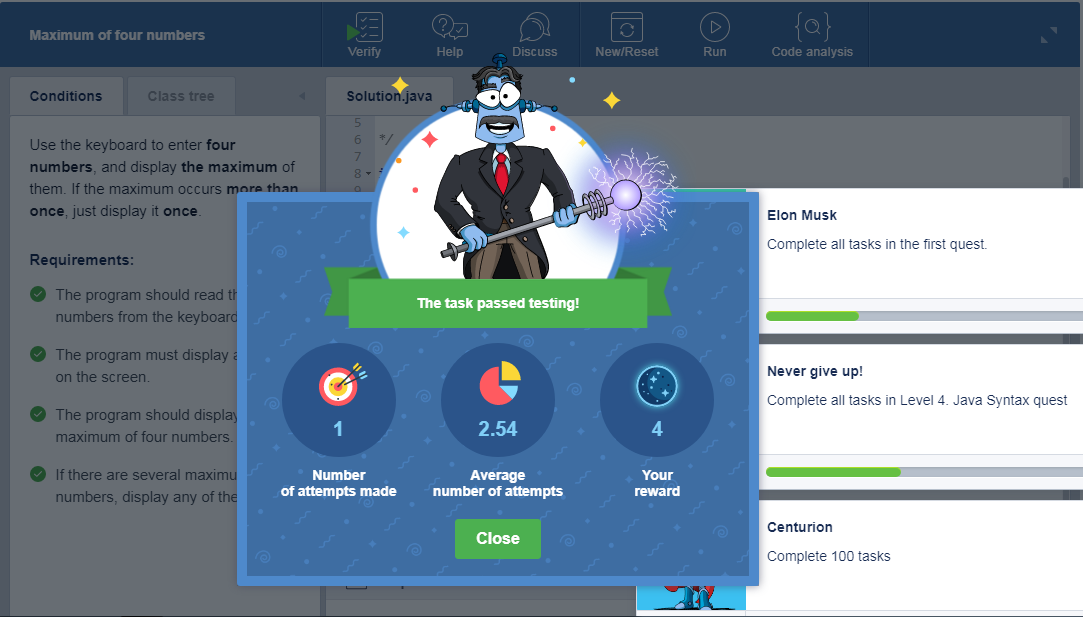 Maximum of four numbers
Verify
Help
Discuss
New/Reset
Run
Code analysis
Conditions
Class tree
Solution.java
Use the keyboard to enter four
numbers, and display the maximum of
them. If the maximum occurs more than
once, just display it once.
Requirements:
The program should read th
numbers from the keyboard
The program must display a
on the screen.
The program should display
maximum of four numbers.
If there are several maximu
numbers, display any of the
5
6 */
7
8
9
The task passed testing!
1
Number
of attempts made
2.54
Average
number of attempts
4
Your
reward
Close
Elon Musk
Complete all tasks in the first quest.
Never give up!
Complete all tasks in Level 4. Java Syntax quest
Centurion
Complete 100 tasks